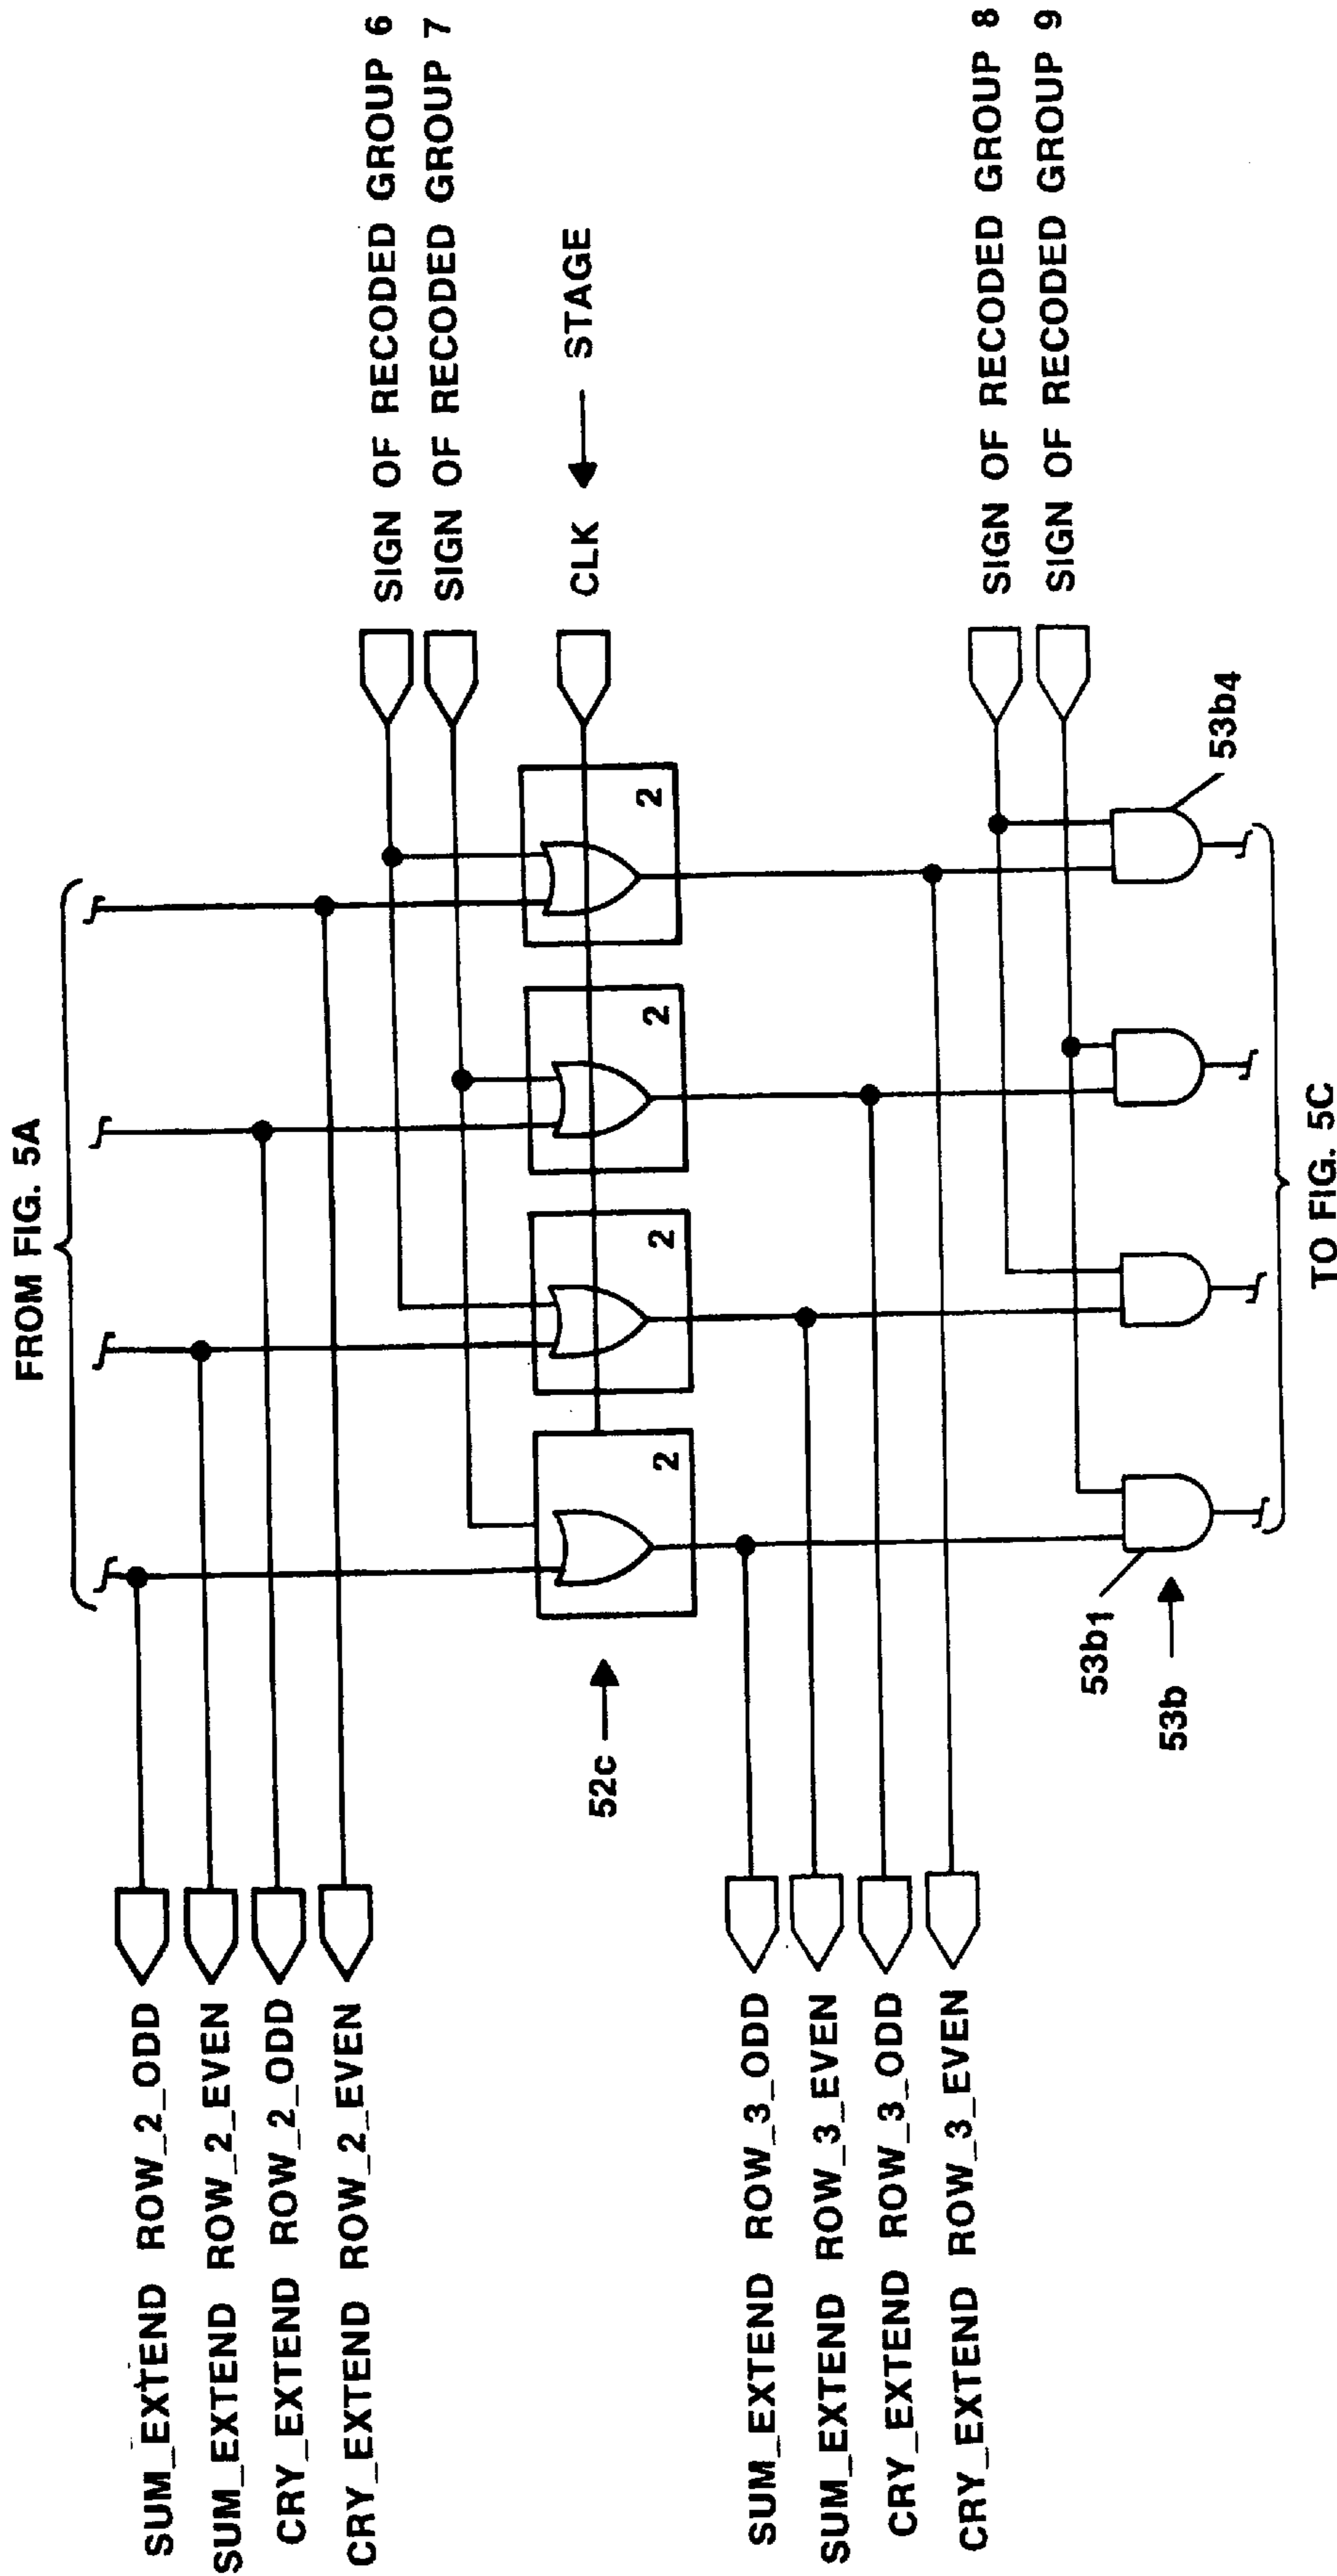 FROM FIG. 5A
SUM_EXTEND ROW_2_ODD
SUM_EXTEND ROW_2_EVEN
CRY_EXTEND ROW_2_ODD
CRY_EXTEND ROW_2_EVEN
SIGN OF RECODED GROUP 6
SIGN OF RECODED GROUP 7
2
2
2
2
CLK
STAGE
52c
SUM_EXTEND ROW_3_ODD
SUM_EXTEND ROW_3_EVEN
CRY_EXTEND ROW_3_ODD
CRY_EXTEND ROW_3_EVEN
SIGN OF RECODED GROUP 8
SIGN OF RECODED GROUP 9
53b1
53b4
53b
TO FIG. 5C